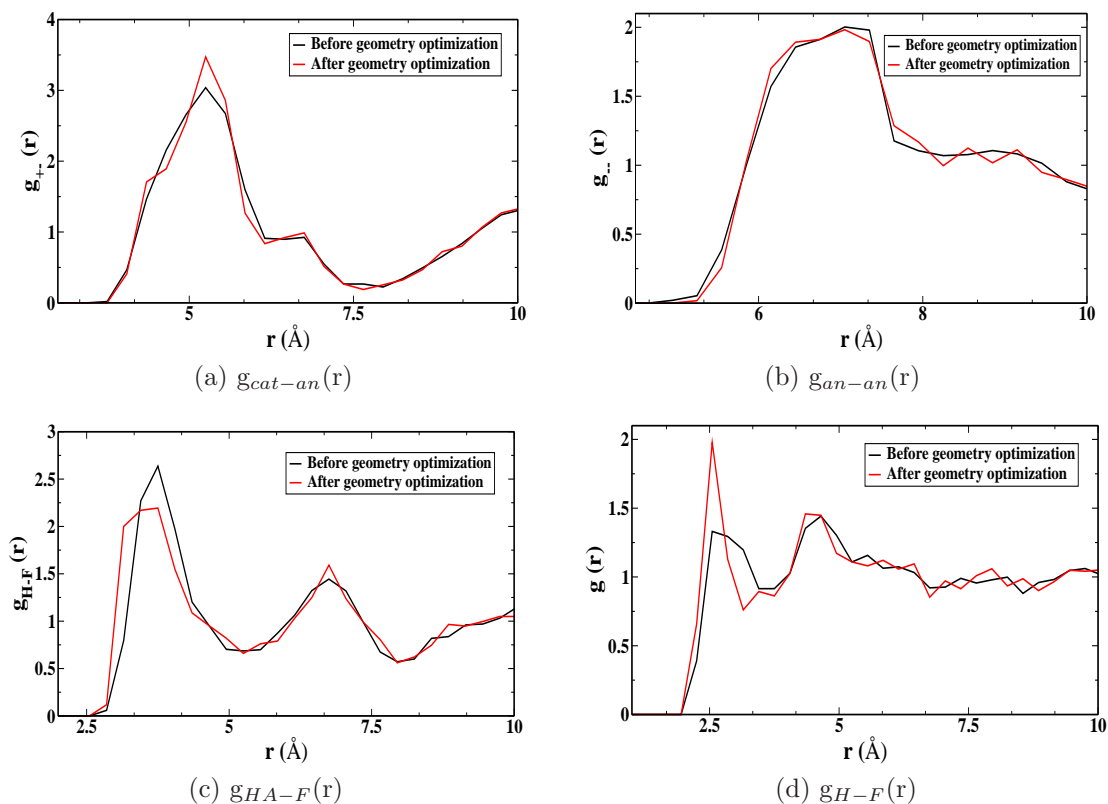 4
3
2
1
0
g+- (r)
Before geometry optimization
After geometry optimization
5
7.5
10
r (Å)
(a) gcat−an(r)
2
1.5
1
0.5
0
g-- (r)
Before geometry optimization
After geometry optimization
6
8
10
r (Å)
(b) gan−an(r)
3
2.5
2
1.5
1
0.5
0
gH-F (r)
Before geometry optimization
After geometry optimization
2.5
5
7.5
10
r (Å)
(c) gHA−F(r)
2
1.5
1
0.5
0
g (r)
Before geometry optimization
After geometry optimization
2.5
5
7.5
10
r (Å)
(d) gH−F(r)